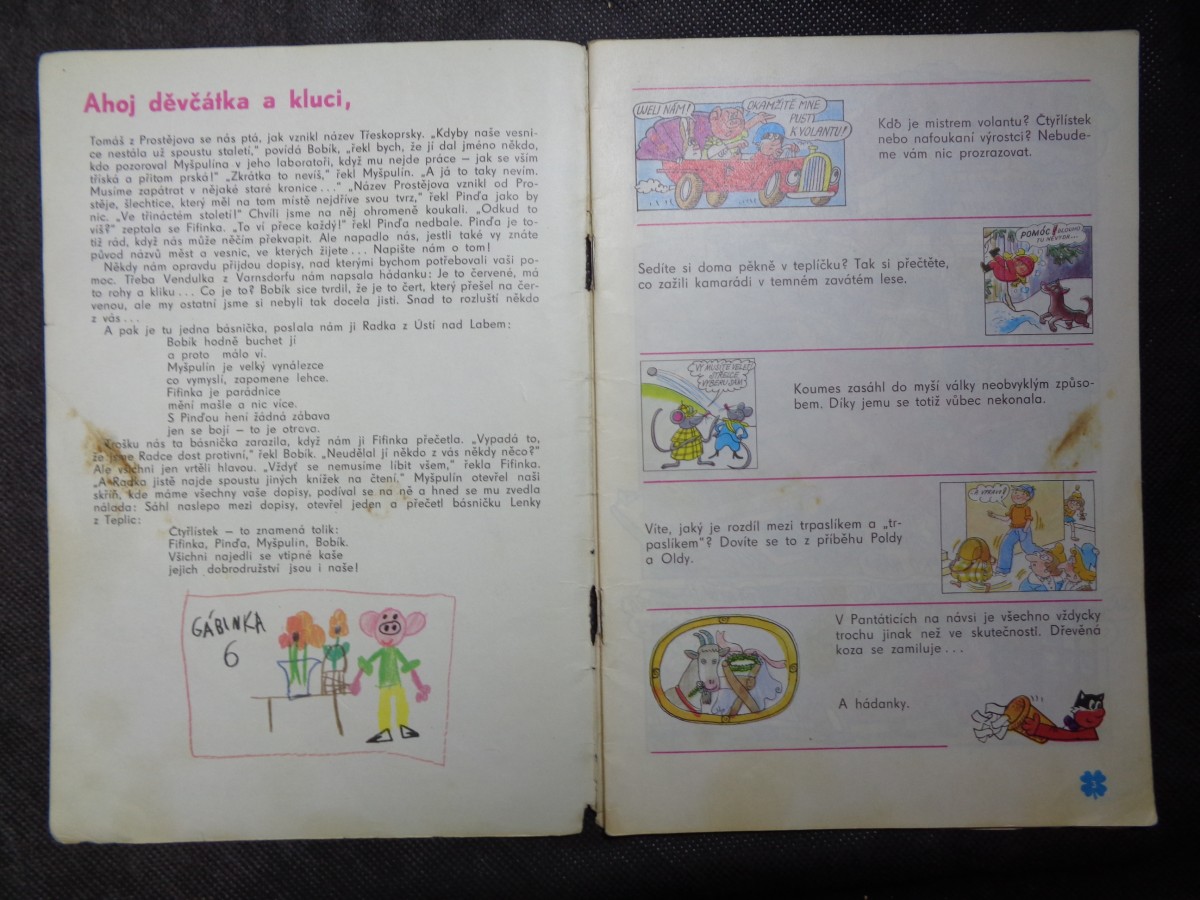 Ahoj děvčátka a kluci,
Tomáš z Prostějova se nás ptá, jak vznikl název Třeskoprsky. „Kdyby naše vesni-
ce nestála už spoustu staletí,“ povídá Bobík, „řekl bych, že jí dal jméno někdo,
kdo pozoroval Myšpulína v jeho laboratoři, když mu nejde práce – jak se vším
tříská a přitom prská!“ „Zkrátka to nevíš,“ řekl Myšpulín. „A já to taky nevím.
Musíme zapátrat v nějaké staré kronice...“ „Název Prostějova vznikl od Pro-
stěje, šlechtice, který měl na tom místě nejdříve svou tvrz,“ řekl Pinďa jako by
nic. „Ve třináctém století!“ Chvíli jsme na něj ohromeně koukali. „Odkud to
víš?“ zeptala se Fifinka. „To ví přece každý!“ řekl Pinďa nedbale. Pinďa je to-
tiž rád, když nás může něčím překvapit. Ale napadlo nás, jestli také vy znáte
původ názvů měst a vesnic, ve kterých žijete... Napište nám o tom!
Někdy nám opravdu přijdou dopisy, nad kterými bychom potřebovali vaši po-
moc. Třeba Vendulka z Varnsdorfu nám napsala hádanku: Je to červené, má
to rohy a kliku... Co je to? Bobík sice tvrdil, že je to čert, který přešel na čer-
venou, ale my ostatní jsme si nebyli tak docela jisti. Snad to rozluští někdo
z vás...
A pak je tu jedna básnička, poslala nám ji Radka z Ústí nad Labem:
Bobík hodně buchet jí
a proto málo ví.
Myšpulín je velký vynálezce
co vymyslí, zapomene lehce.
Fifinka je parádnice
mění mašle a nic více.
S Pinďou není žádná zábava
jen se bojí – to je otrava.
Trošku nás ta básnička zarazila, když nám ji Fifinka přečetla. „Vypadá to,
že jsme Radce dost protivní,“ řekl Bobík. „Neudělal jí někdo z vás někdy něco?“
Ale všichni jen vrtěli hlavou. „Vždyť se nemusíme líbit všem,“ řekla Fifinka.
„A Radka jistě najde spoustu jiných knížek na čtení.“ Myšpulín otevřel naši
skříň, kde máme všechny vaše dopisy, podíval se na ně a hned se mu zvedla
nálada: Sáhl naslepo mezi dopisy, otevřel jeden a přečetl básničku Lenky
z Teplic:
Čtyřlístek – to znamená tolik:
Fifinka, Pinďa, Myšpulín, Bobík.
Všichni najedli se vtipné kaše
jejich dobrodružství jsou i naše!
GÁBINKA
6
UJELI NÁM!
OKAMŽITĚ MNE
PUSŤ
K VOLANTU!
Kdo je mistrem volantu? Čtyřlístek
nebo nafoukaní výrostci? Nebude-
me vám nic prozrazovat.
POMÓC!
Sedíte si doma pěkně v teplíčku? Tak si přečtěte,
co zažili kamarádi v temném zavátém lese.
VY MUSÍTE VÉLET
STŘELCE
VYBERU SÁM!
Koumes zasáhl do myší války neobvyklým způso-
bem. Díky jemu se totiž vůbec nekonala.
Víte, jaký je rozdíl mezi trpaslíkem a „tr-
paslíkem“? Dovíte se to z příběhu Poldy
a Oldy.
V Pantáticích na návsi je všechno vždycky
trochu jinak než ve skutečnosti. Dřevěná
koza se zamiluje...
A hádanky.
3